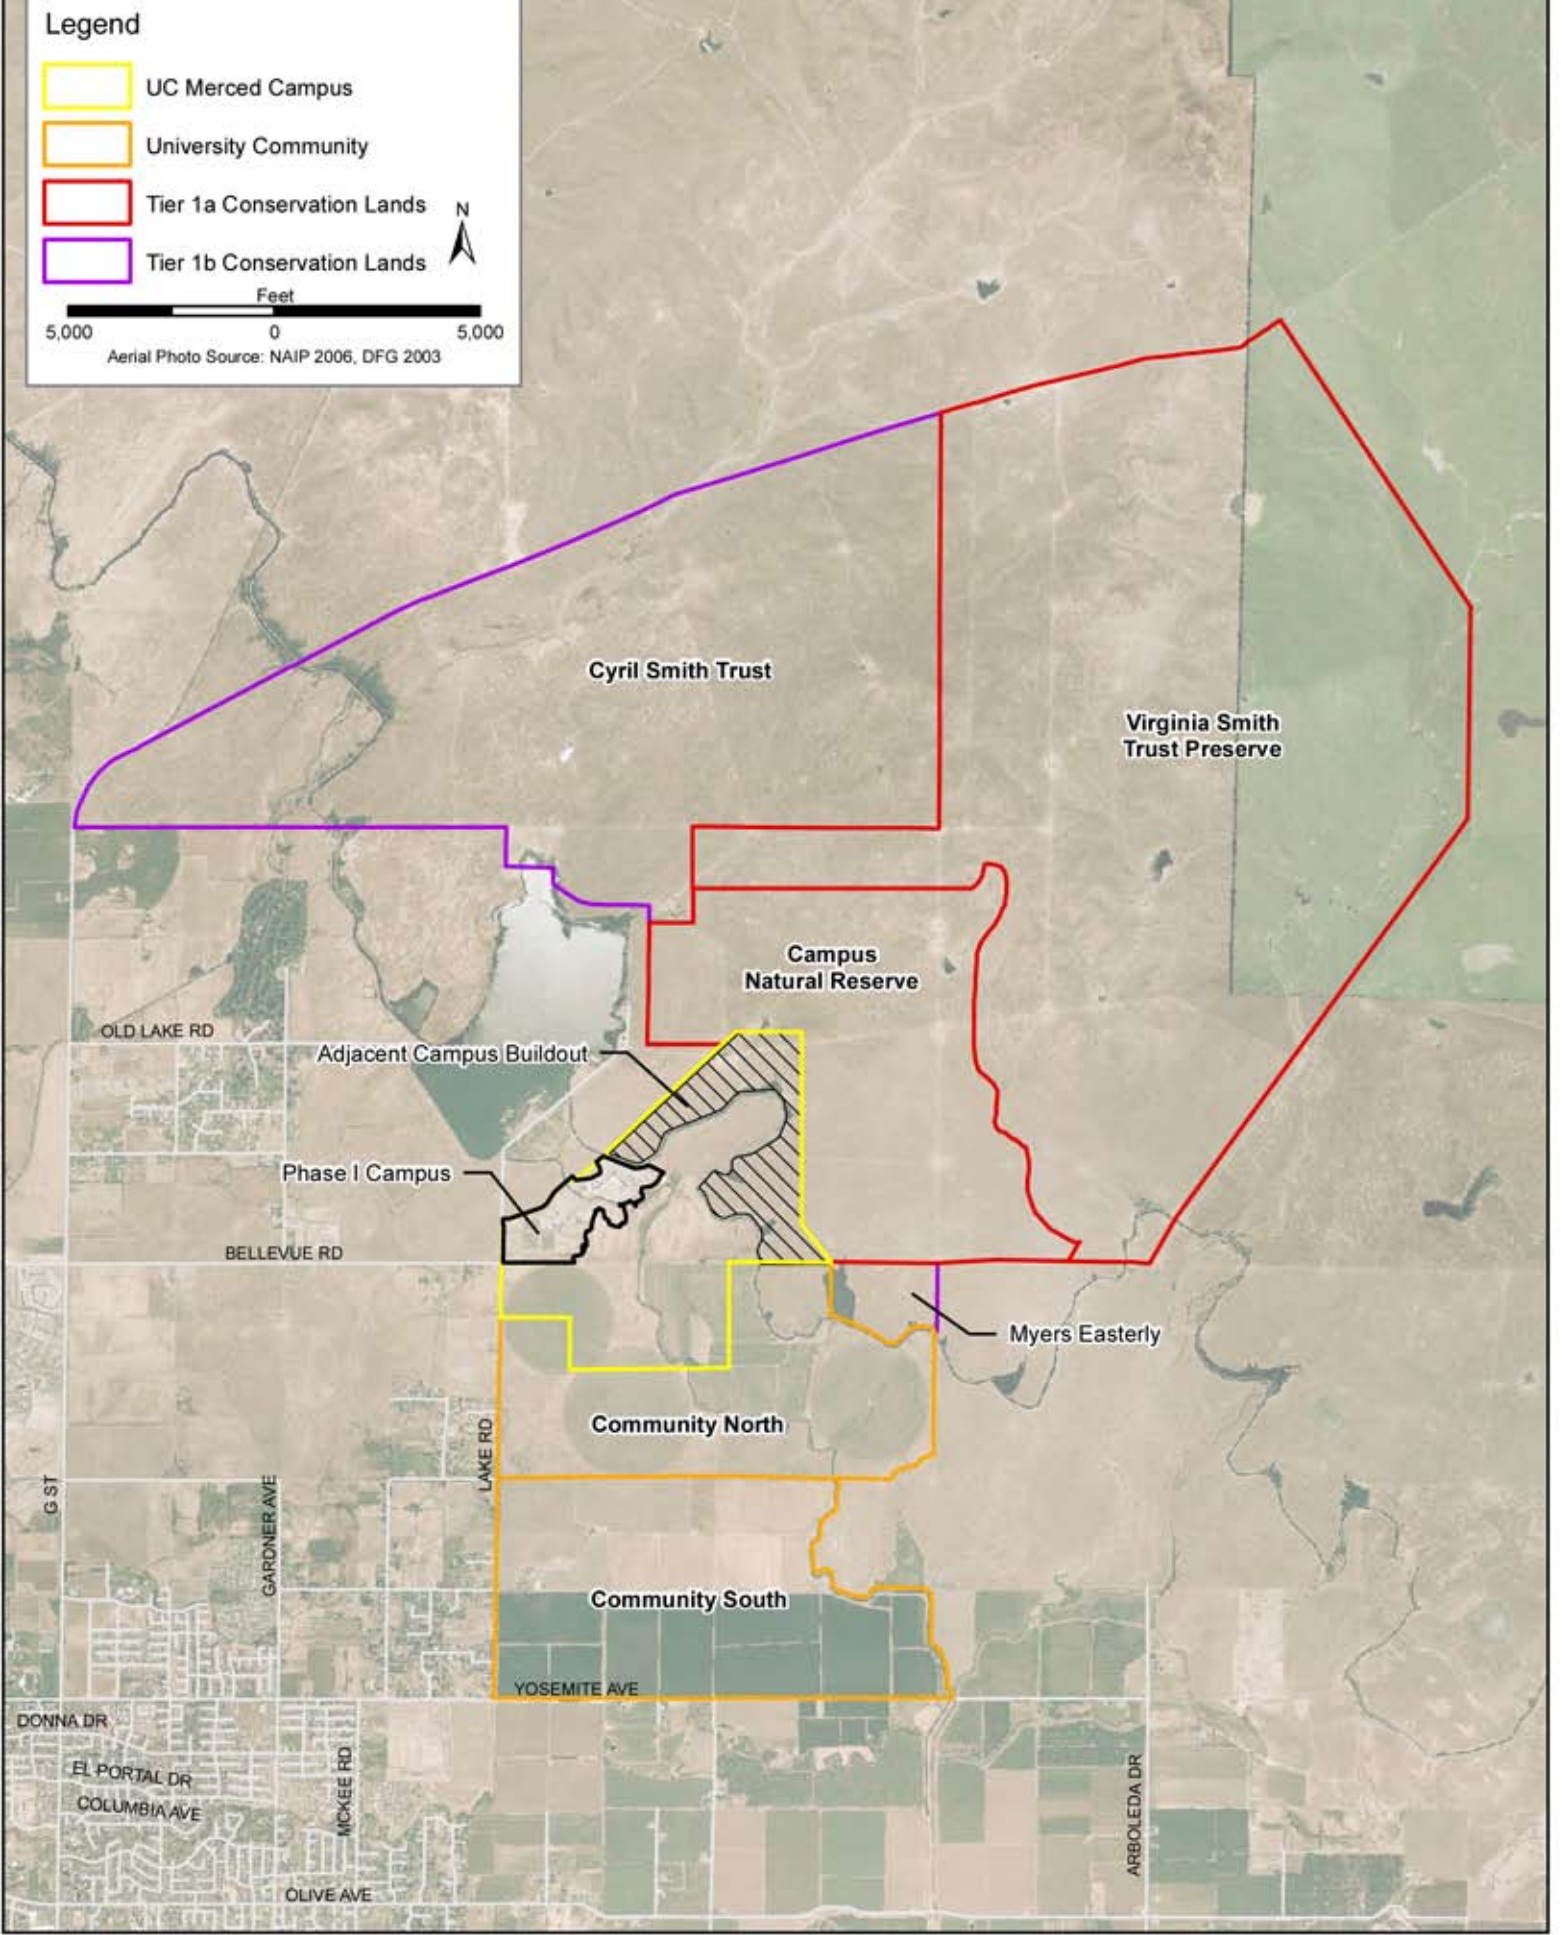 Legend
UC Merced Campus
University Community
Tier 1a Conservation Lands
Tier 1b Conservation Lands
N
Feet
5,000 0 5,000
Aerial Photo Source: NAIP 2006, DFG 2003
Cyril Smith Trust
Virginia Smith
Trust Preserve
Campus
Natural Reserve
OLD LAKE RD
Adjacent Campus Buildout
Phase I Campus
BELLEVUE RD
Myers Easterly
Community North
LAKE RD
G ST
GARDNER AVE
Community South
YOSEMITE AVE
DONNA DR
EL PORTAL DR
COLUMBIA AVE
MCKEE RD
ARBOLEDA DR
OLIVE AVE